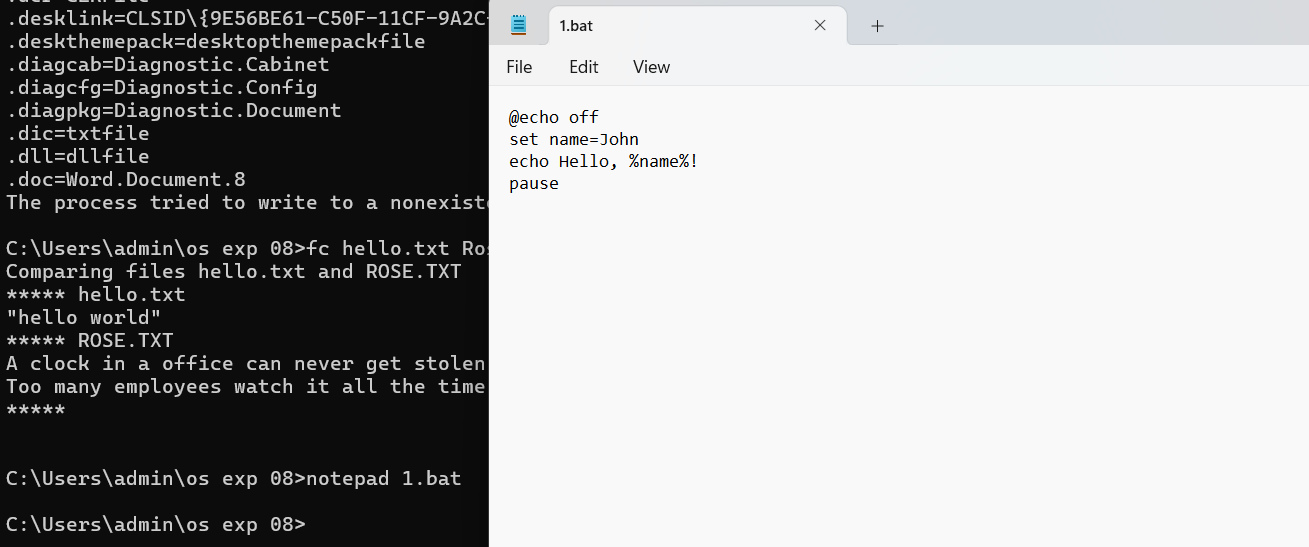 .desklink=CLSID\{9E56BE61-C50F-11CF-9A2C-
.deskthemepack=desktopthemepackfile
.diagcab=Diagnostic.Cabinet
.diagcfg=Diagnostic.Config
.diagpkg=Diagnostic.Document
.dic=txtfile
.dll=dllfile
.doc=Word.Document.8
The process tried to write to a
C:\Users\admin\os exp 08>fc hello.txt
Comparing files hello.txt and ROSE.TXT
***** hello.txt
"hello world"
***** ROSE.TXT
A clock in a office can never get stolen
Too many employees watch it all the time
*****
C:\Users\admin\os exp 08>notepad 1.bat
C:\Users\admin\os exp 08>
1.bat
File Edit View
@echo off
set name=John
echo Hello, %name%!
pause